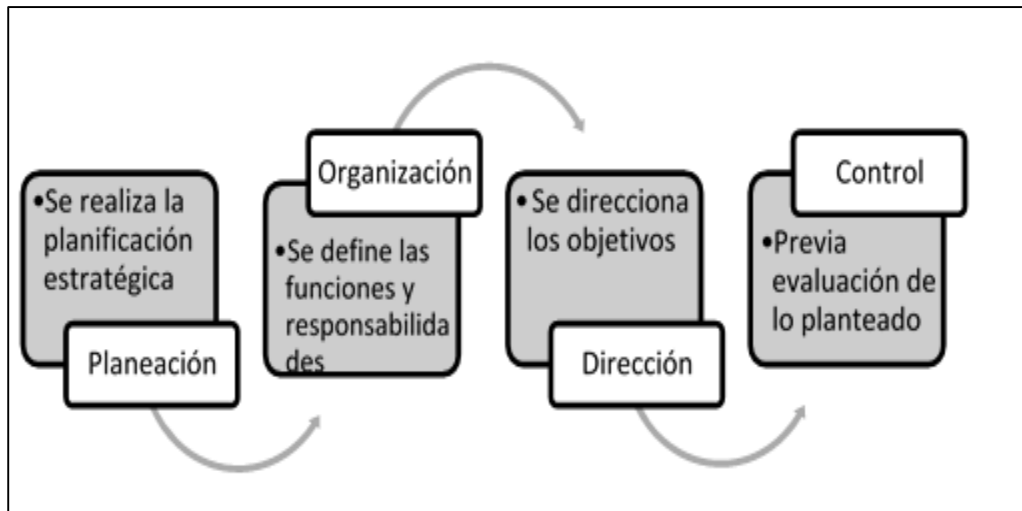 •Se realiza la
planificación
estratégica
Planeación
Organización
•Se define las
funciones y
responsabilida
des
• Se direcciona
los objetivos
Dirección
Control
•Previa
evaluación de
lo planteado